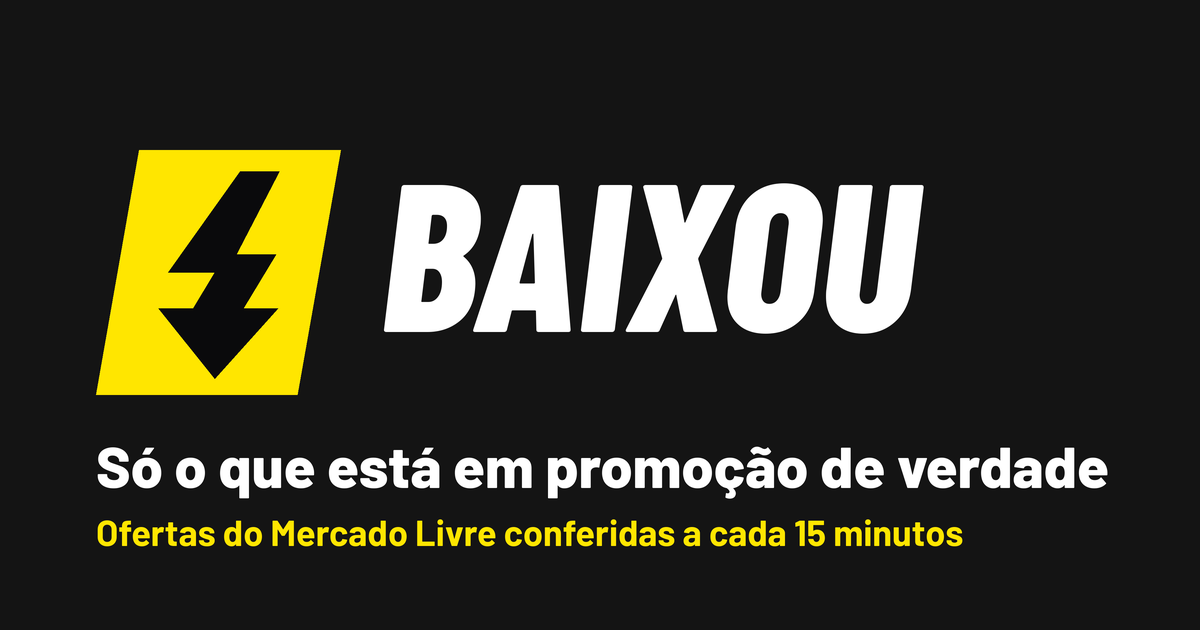 BAIXOU
Só o que está em promoção de verdade
Ofertas do Mercado Livre conferidas a cada 15 minutos